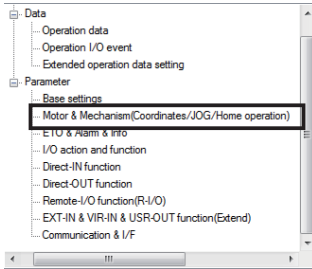 Data
Operation data
Operation I/O event
Extended operation data setting
Parameter
Base settings
Motor & Mechanism(Coordinates/JOG/Home operation)
ETO & Alarm & Info
I/O action and function
Direct-IN function
Direct-OUT function
Remote-I/O function(R-I/O)
EXT-IN & VIR-IN & USR-OUT function(Extend)
Communication & I/F